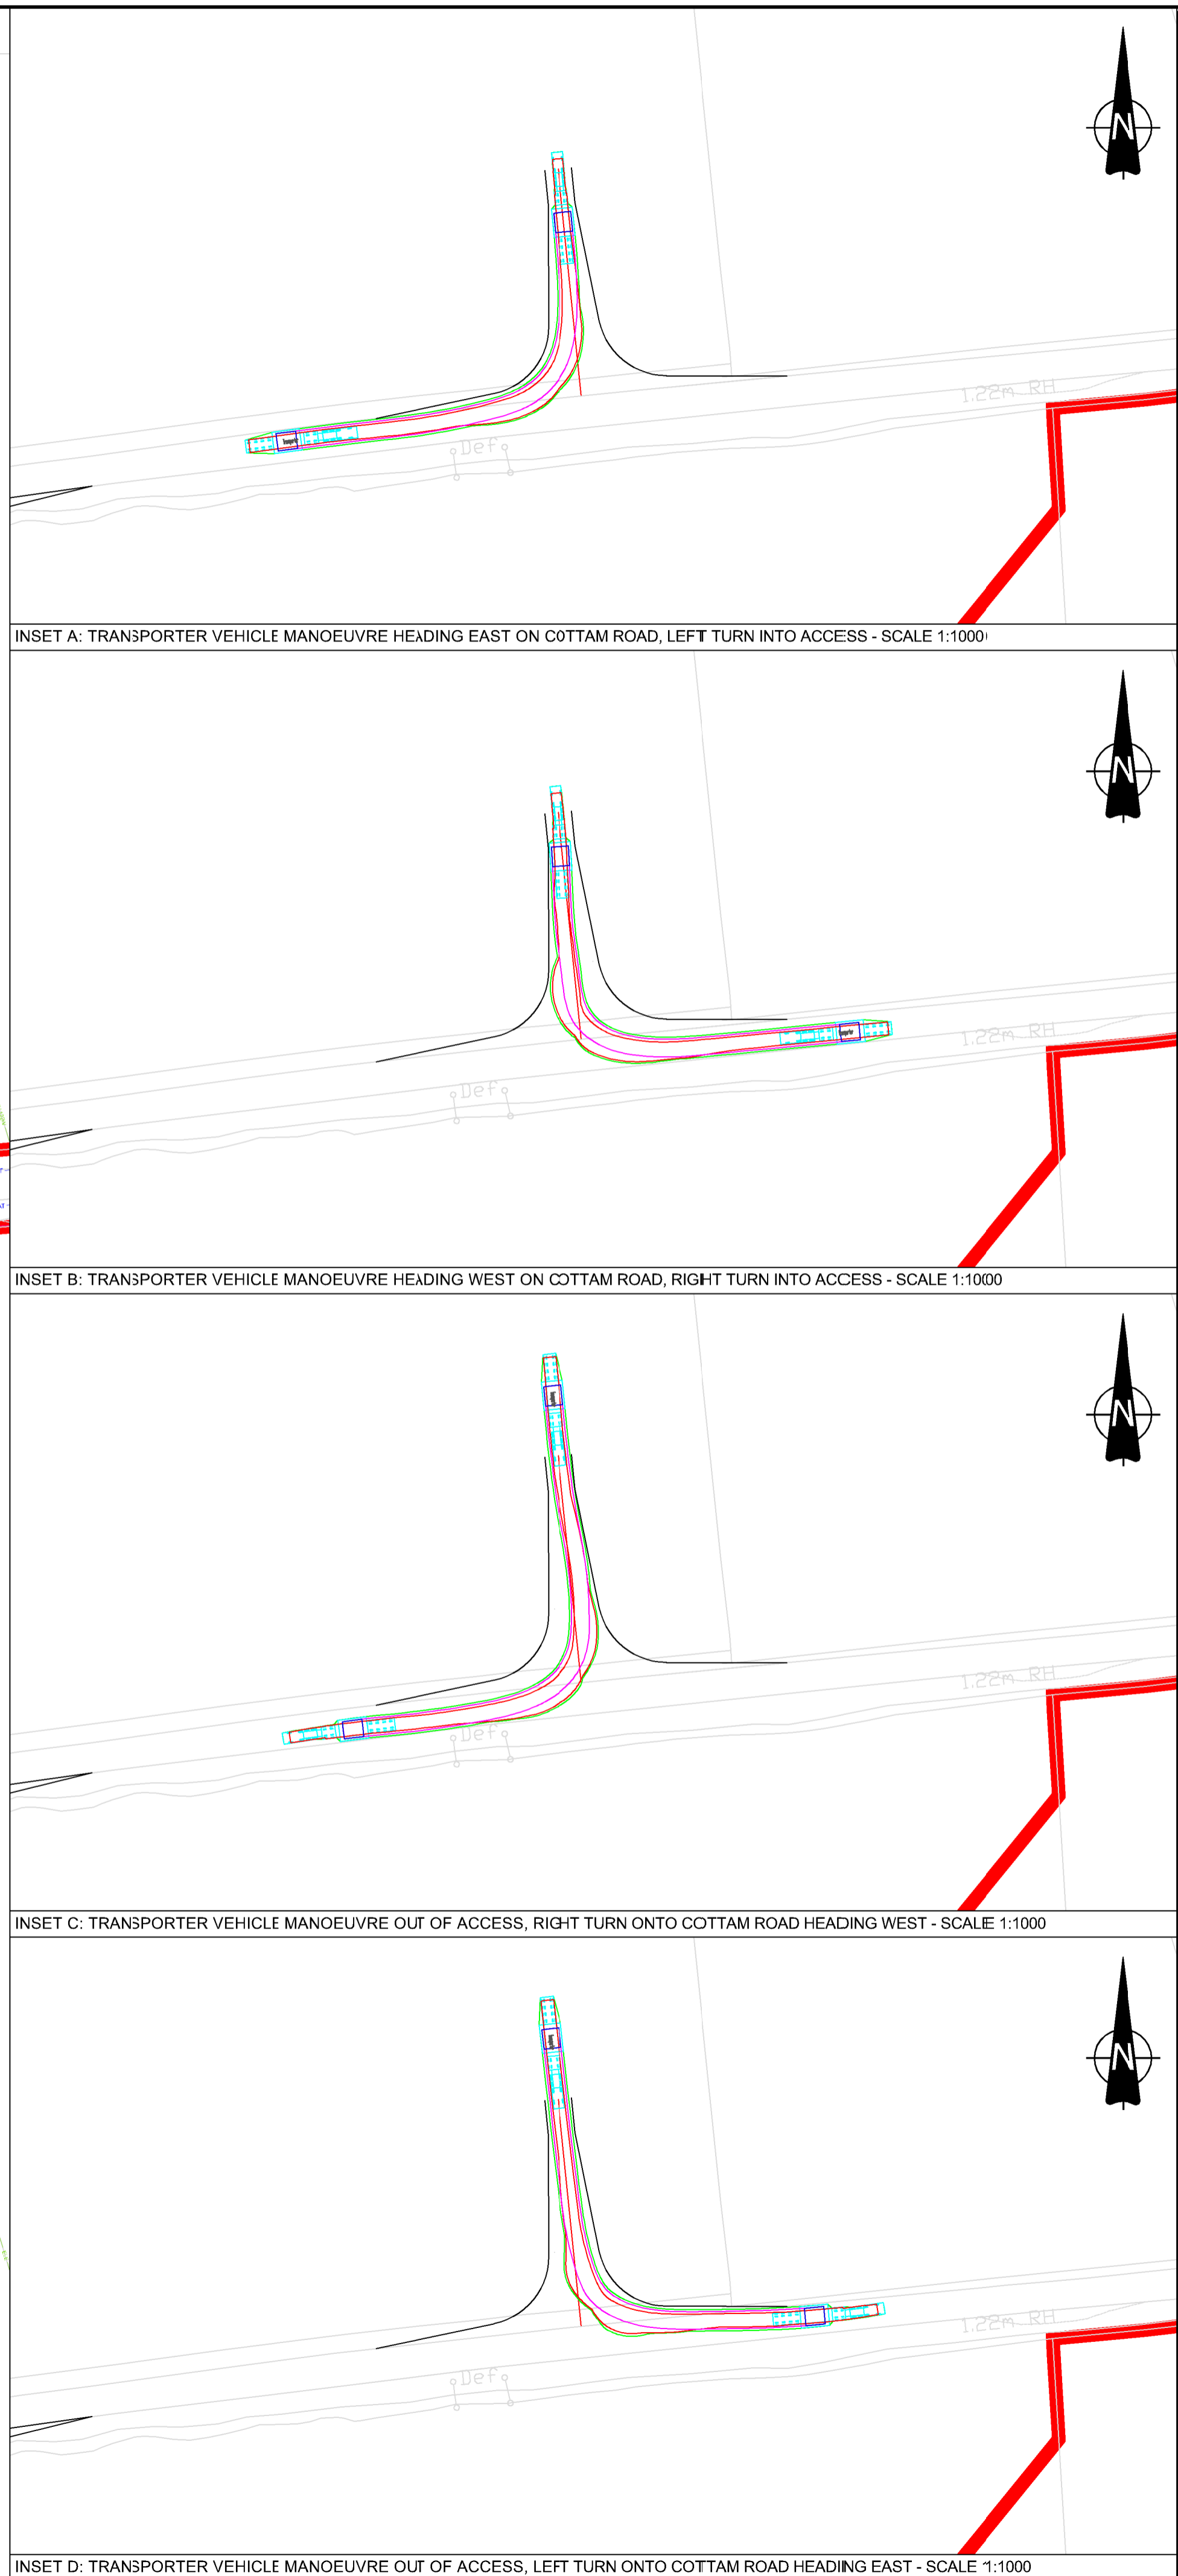 N
1.22m RH
Def
INSET A: TRANSPORTER VEHICLE MANOEUVRE HEADING EAST ON COTTAM ROAD, LEFT TURN INTO ACCESS - SCALE 1:1000
N
1.22m RH
Def
INSET B: TRANSPORTER VEHICLE MANOEUVRE HEADING WEST ON COTTAM ROAD, RIGHT TURN INTO ACCESS - SCALE 1:1000
N
1.22m RH
Def
INSET C: TRANSPORTER VEHICLE MANOEUVRE OUT OF ACCESS, RIGHT TURN ONTO COTTAM ROAD HEADING WEST - SCALE 1:1000
N
1.22m RH
Def
INSET D: TRANSPORTER VEHICLE MANOEUVRE OUT OF ACCESS, LEFT TURN ONTO COTTAM ROAD HEADING EAST - SCALE 1:1000